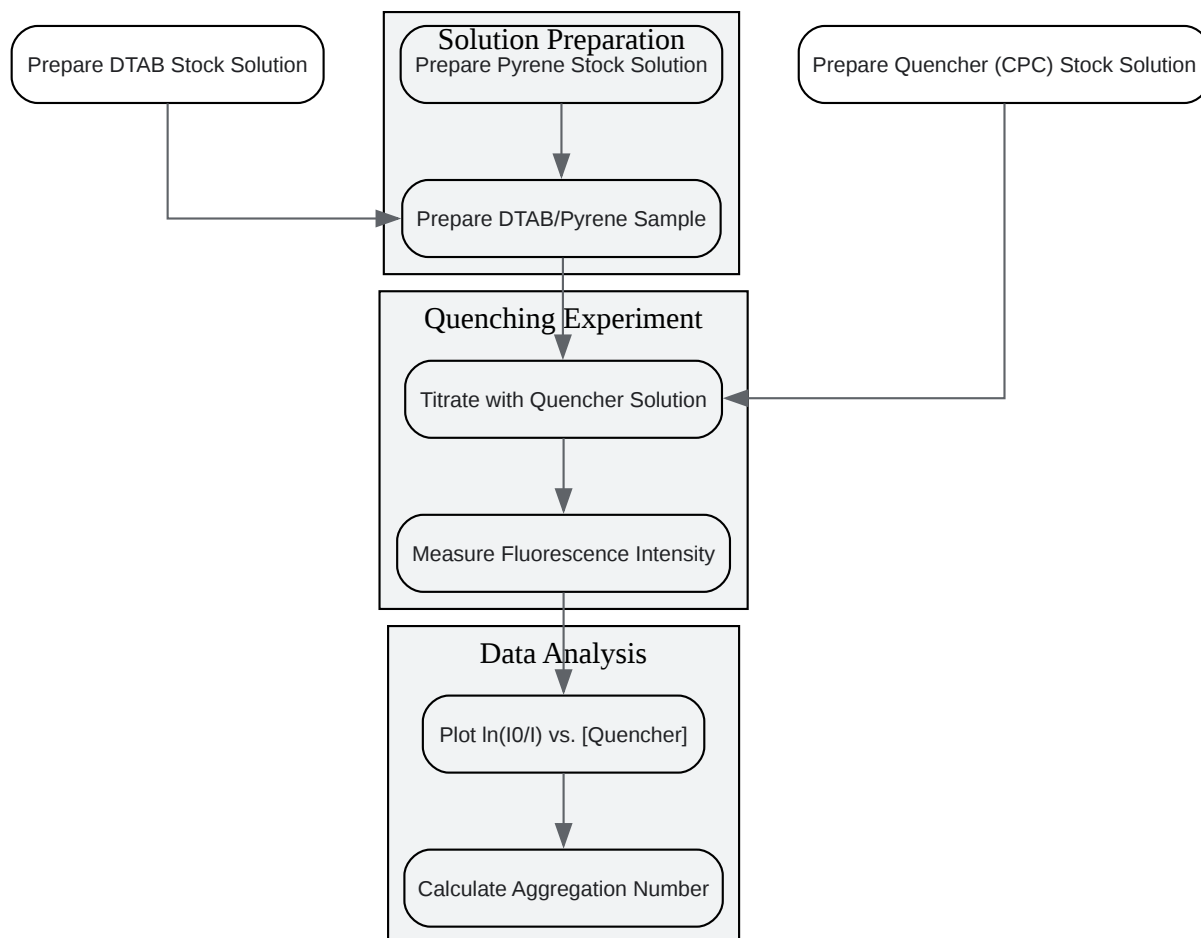 Solution Preparation
Prepare DTAB Stock Solution
Prepare Pyrene Stock Solution
Prepare Quencher (CPC) Stock Solution
Prepare DTAB/Pyrene Sample
Quenching Experiment
Titrate with Quencher Solution
Measure Fluorescence Intensity
Data Analysis
Plot ln(I0/I) vs. [Quencher]
Calculate Aggregation Number